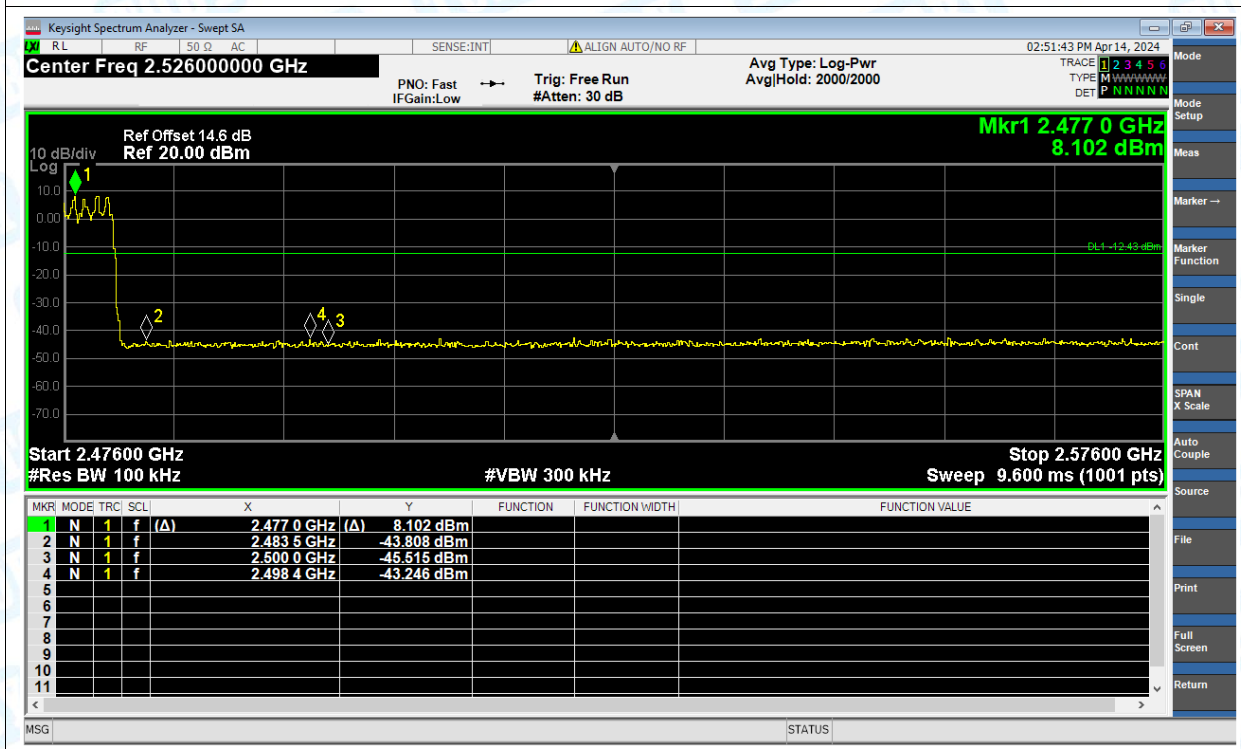 Keysight Spectrum Analyzer - Swept SA
LXI RL RF 50 Ω AC SENSE:INT ALIGN AUTO/NO RF 02:51:43 PM Apr 14, 2024
Center Freq 2.526000000 GHz
PNO: Fast
IFGain:Low
Trig: Free Run
#Atten: 30 dB
Avg Type: Log-Pwr
Avg|Hold: 2000/2000
TRACE 1 2 3 4 5 6
TYPE M WWWWW
DET P N N N N N
Mkr1 2.477 0 GHz
8.102 dBm
Ref Offset 14.6 dB
10 dB/div Ref 20.00 dBm
Log
1
10.0
0.00
-10.0
DL1 -12.43 dBm
-20.0
-30.0
2
4
3
-40.0
-50.0
-60.0
-70.0
Start 2.47600 GHz Stop 2.57600 GHz
#Res BW 100 kHz #VBW 300 kHz Sweep 9.600 ms (1001 pts)
MKR MODE TRC SCL X Y FUNCTION FUNCTION WIDTH FUNCTION VALUE
1 N 1 f (Δ) 2.477 0 GHz (Δ) 8.102 dBm
2 N 1 f 2.483 5 GHz -43.808 dBm
3 N 1 f 2.500 0 GHz -45.515 dBm
4 N 1 f 2.498 4 GHz -43.246 dBm
5
6
7
8
9
10
11
MSG STATUS
Mode
Mode
Setup
Meas
Marker→
Marker
Function
Single
Cont
SPAN
X Scale
Auto
Couple
Source
File
Print
Full
Screen
Return